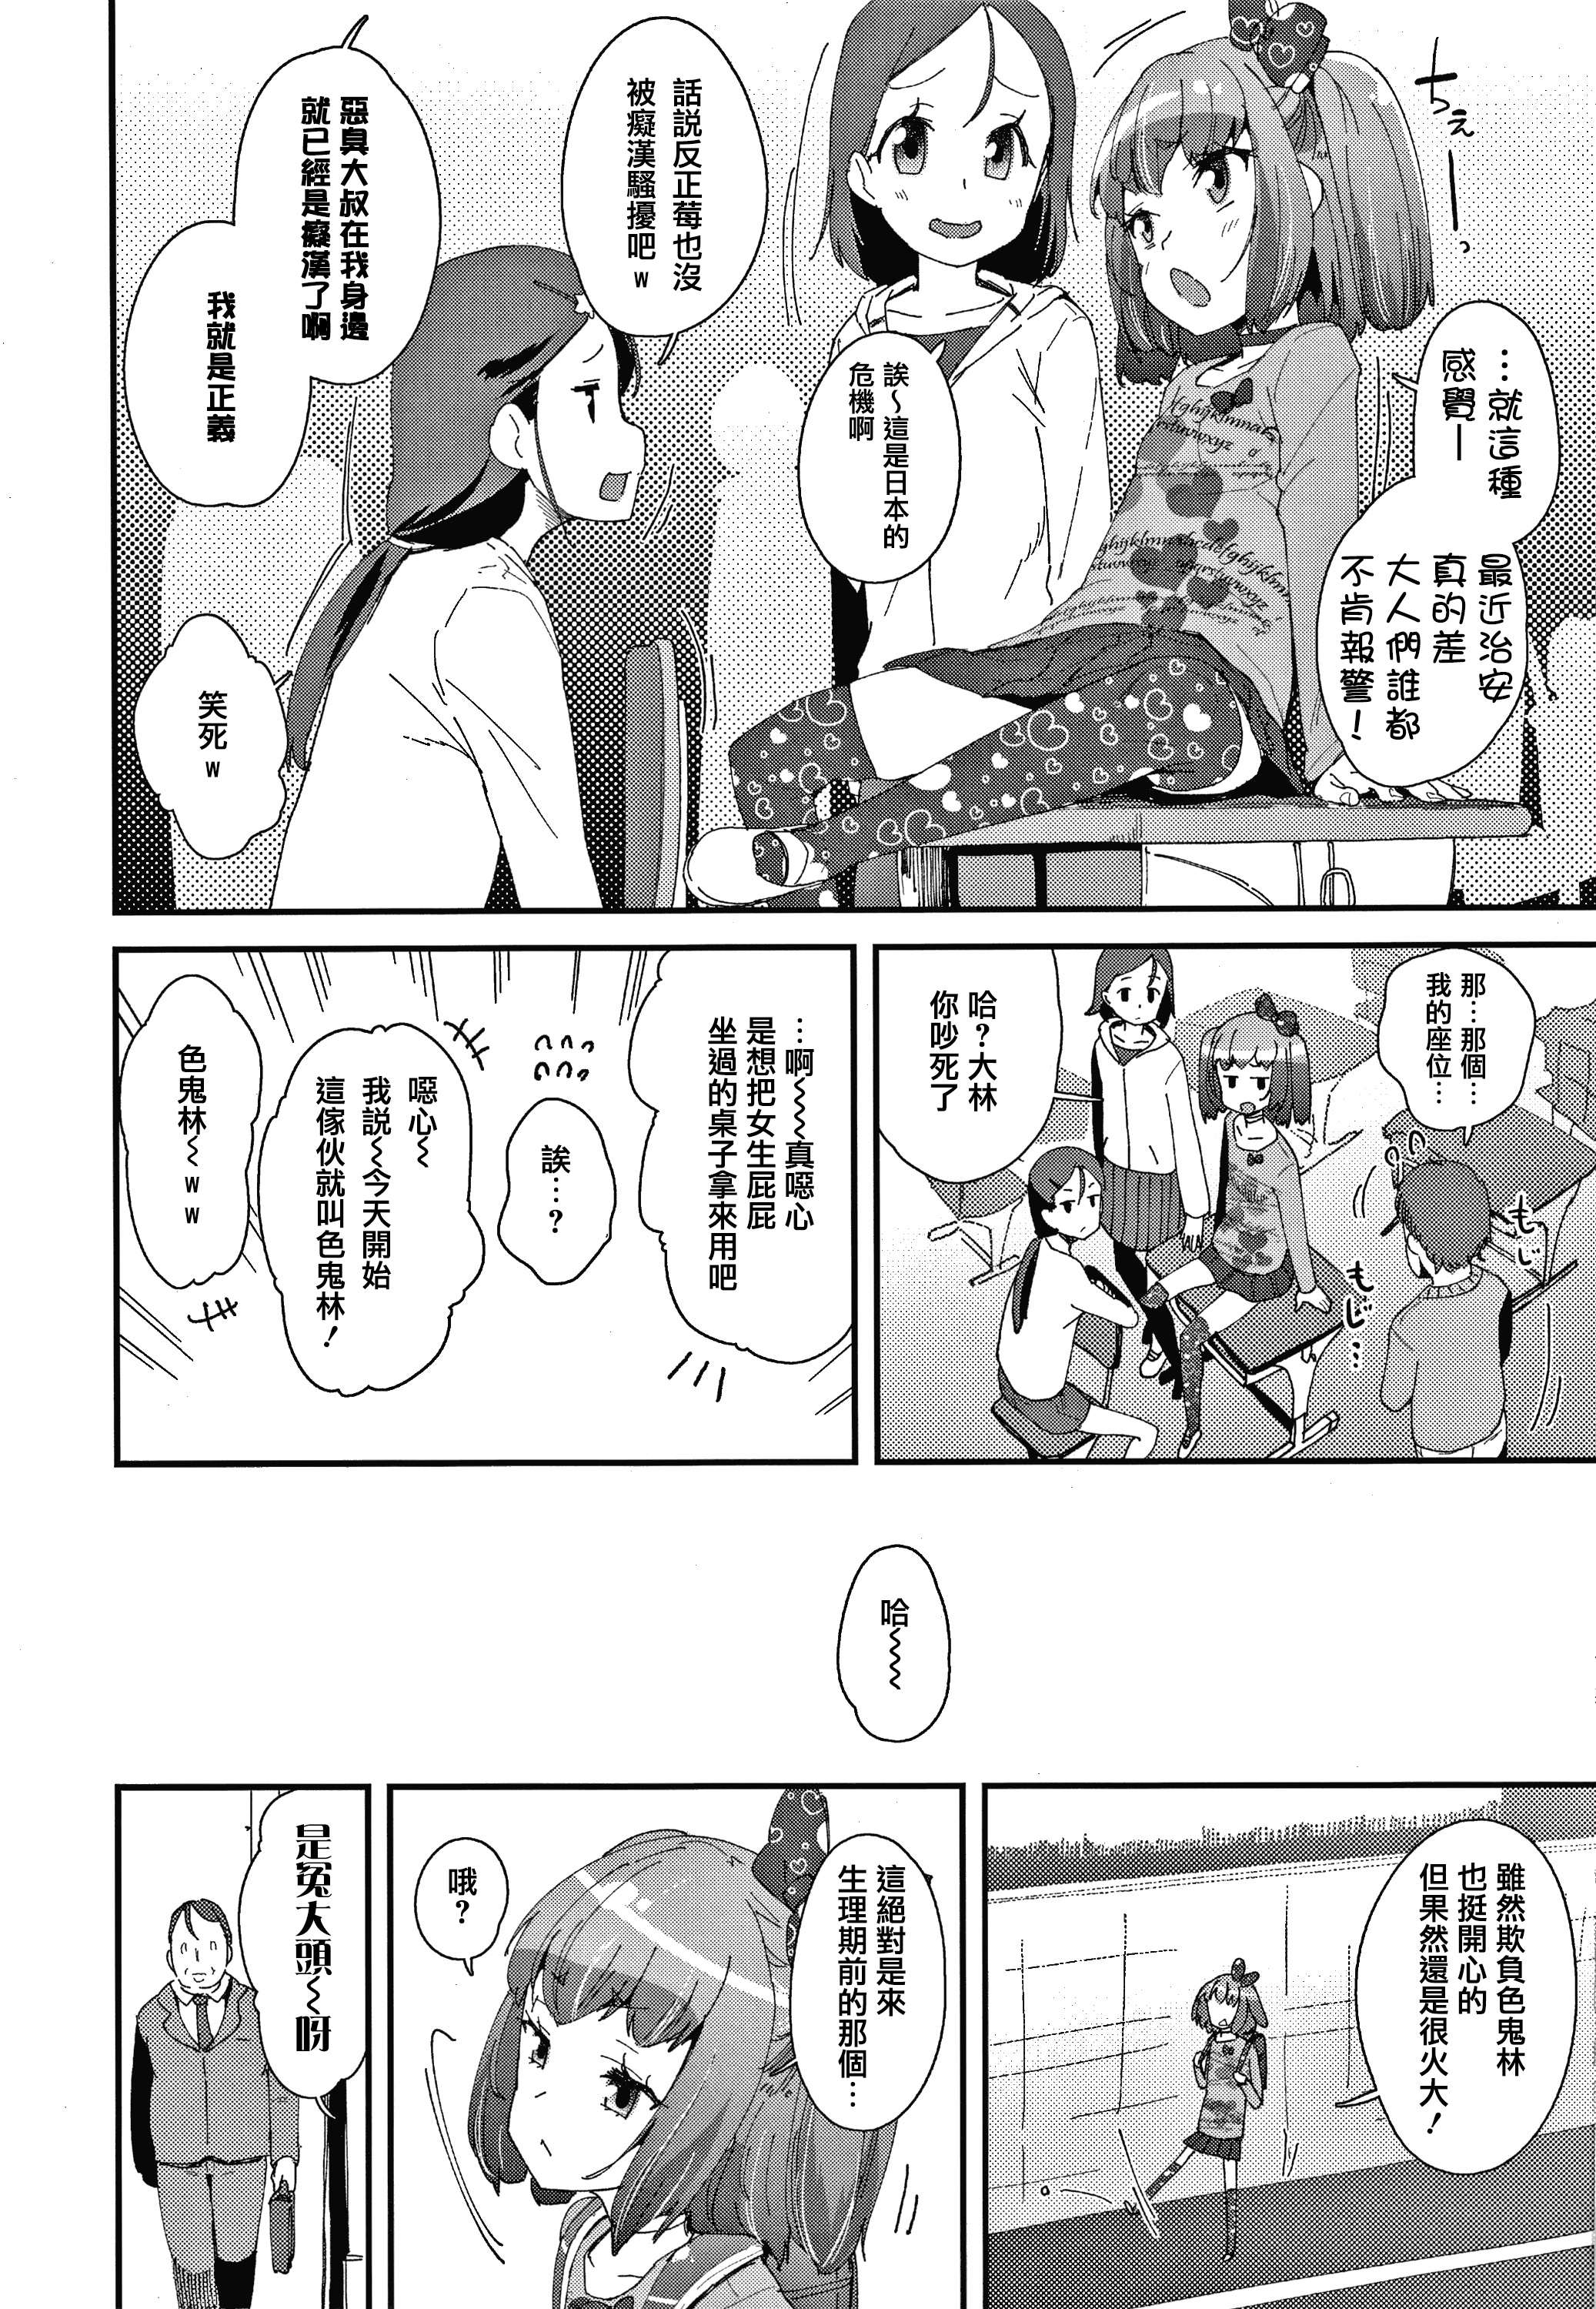 ちぇーっ。
…就這種
感覺ー
最近治安
真的差
大人們誰都
不肯報警！
誒～這是日本的
危機啊
話説反正莓也沒
被癡漢騷擾吧w
惡臭大叔在我身邊
就已經是癡漢了啊
我就是正義
笑死w
那…那個…
我的座位…
もじ
もじ…
哈？大林
你吵死了
…啊～～真噁心
是想把女生屁屁
坐過的桌子拿來用吧
誒…？
噁心～
我説～今天開始
這傢伙就叫色鬼林！
色鬼林～ww
哈～～
雖然欺負色鬼林
也挺開心的
但果然還是很火大！
這絕對是來
生理期前的那個…
哦？
是冤大頭～呀